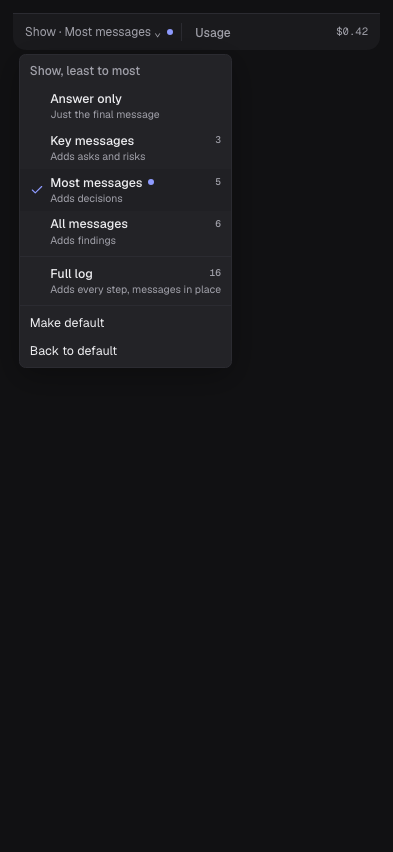 Show · Most messages
Usage
$0.42
Show, least to most
Answer only
Just the final message
Key messages 3
Adds asks and risks
Most messages 5
Adds decisions
All messages 6
Adds findings
Full log 16
Adds every step, messages in place
Make default
Back to default